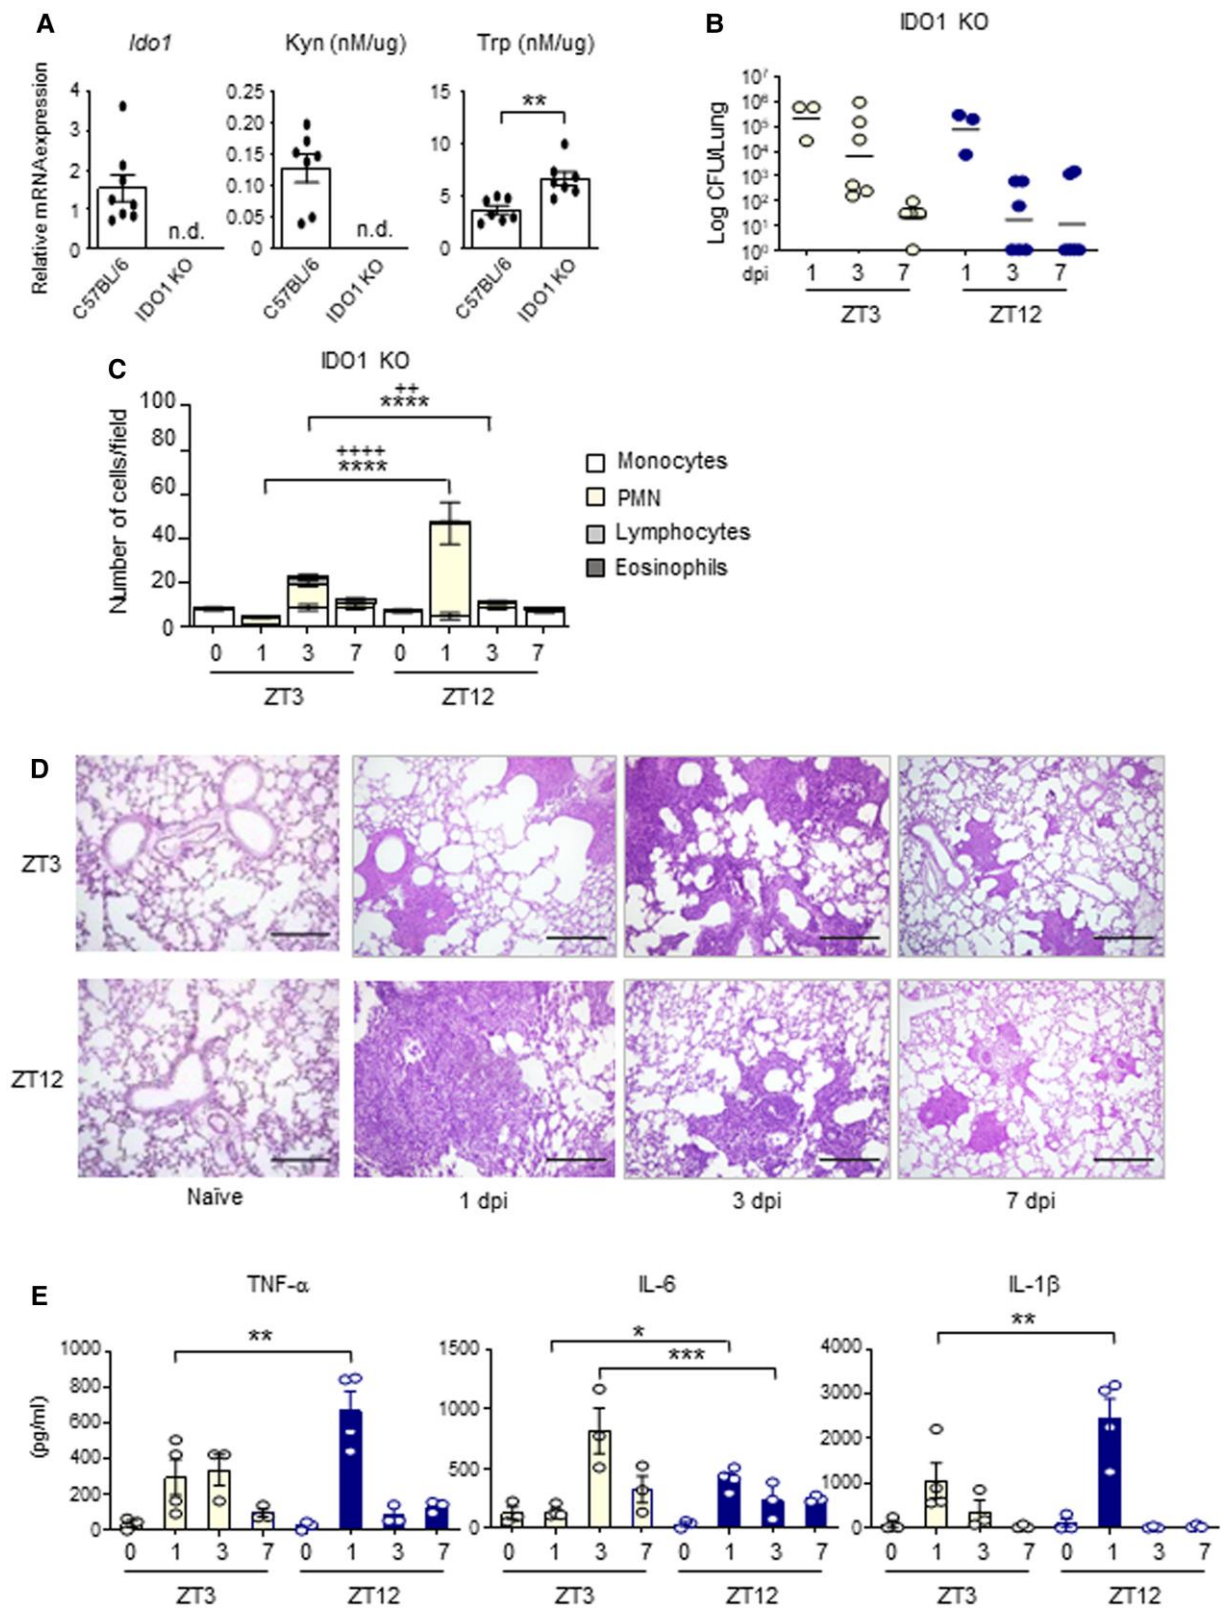 A
Ido1
Kyn (nM/ug)
Trp (nM/ug)
Relative mRNA expression
4
3
2
1
0
n.d.
C57BL/6
IDO1 KO
0.25
0.20
0.15
0.10
0.05
0
n.d.
C57BL/6
IDO1 KO
15
10
5
0
**
C57BL/6
IDO1 KO
B
IDO1 KO
Log CFU/Lung
10⁷
10⁶
10⁵
10⁴
10³
10²
10¹
10⁰
dpi 1 3 7 1 3 7
ZT3 ZT12
C
IDO1 KO
Number of cells/field
100
80
60
40
20
0
++
****
++++
****
0 1 3 7 0 1 3 7
ZT3 ZT12
Monocytes
PMN
Lymphocytes
Eosinophils
D
ZT3
ZT12
Naïve 1 dpi 3 dpi 7 dpi
E
(pg/ml)
TNF-α
1000
800
600
400
200
0
**
0 1 3 7 0 1 3 7
ZT3 ZT12
IL-6
1500
1000
500
0
*
***
0 1 3 7 0 1 3 7
ZT3 ZT12
IL-1β
4000
3000
2000
1000
0
**
0 1 3 7 0 1 3 7
ZT3 ZT12